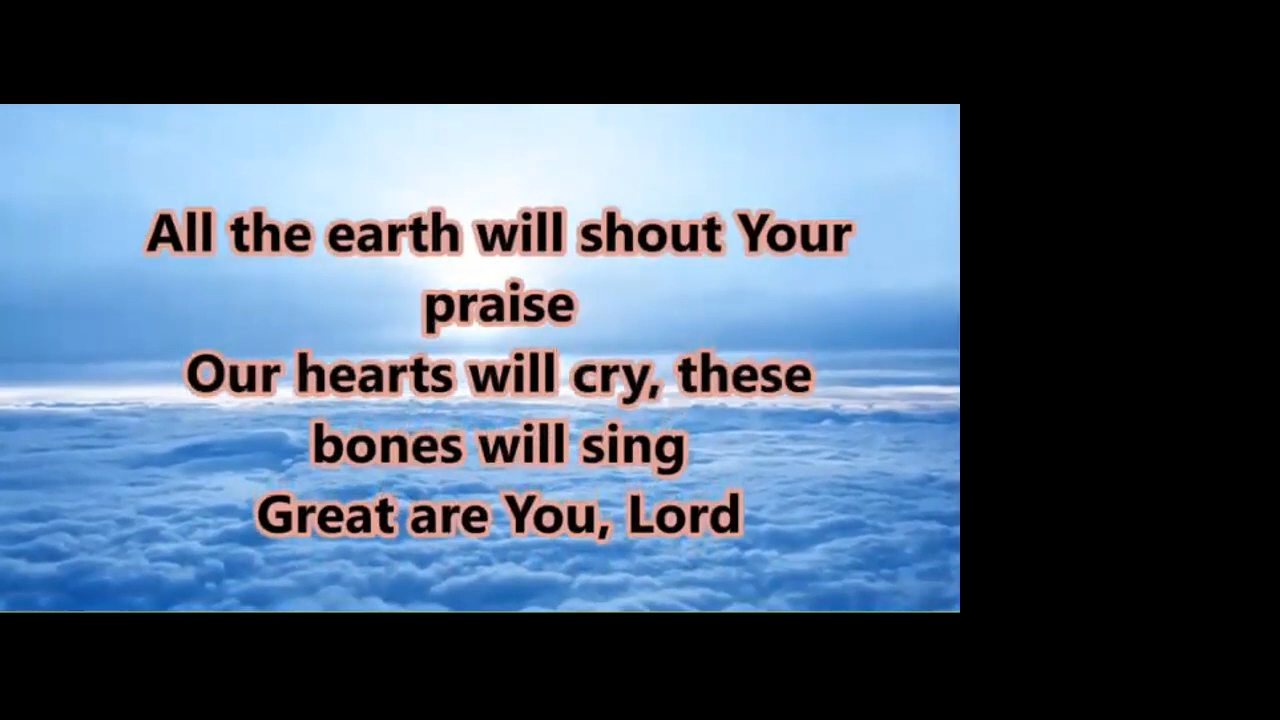 All the earth will shout Your
praise
Our hearts will cry, these
bones will sing
Great are You, Lord